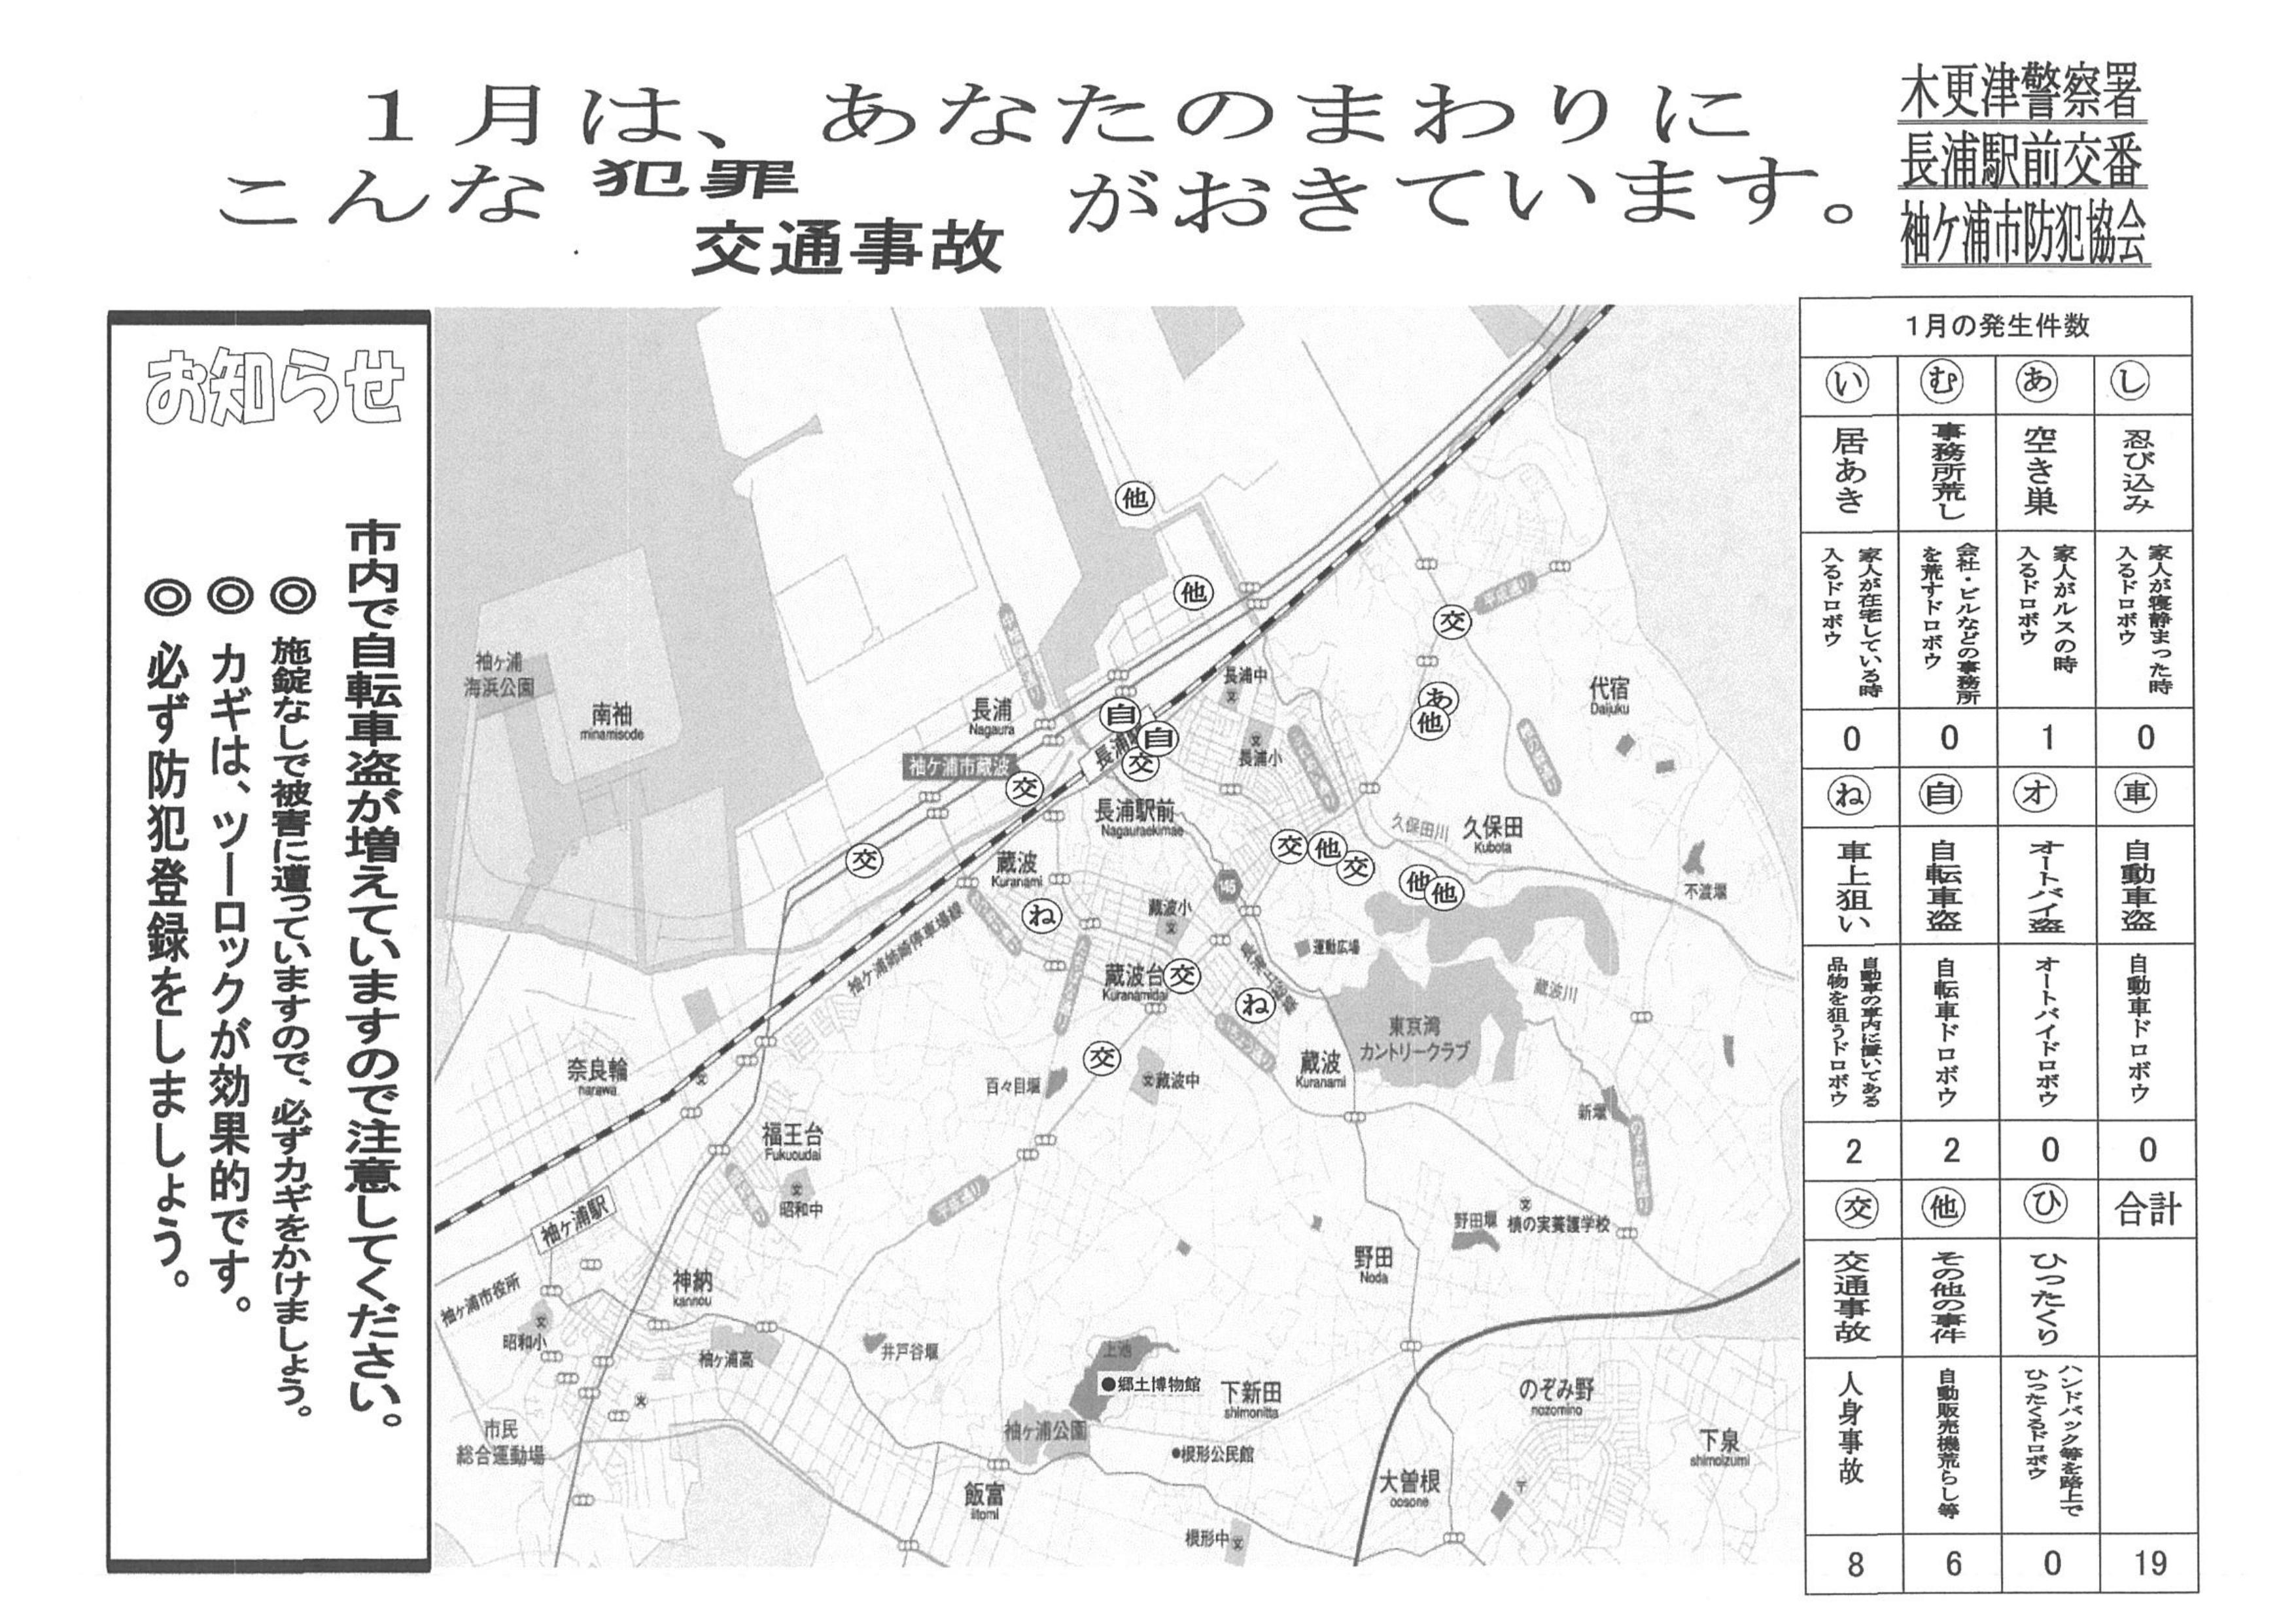 1月は、あなたのまわりに
こんな
犯罪
交通事故
がおきています。
木更津警察署
長浦駅前交番
袖ケ浦市防犯協会
お知らせ
市内で自転車盗が増えていますので注意してください。
◎ 施錠なしで被害に遭っていますので、必ずカギをかけましょう。
◎ カギは、ツーロックが効果的です。
◎ 必ず防犯登録をしましょう。
他
他
交
あ
他
自
自
交
交
交
交
他
交
他
他
ね
交
ね
交
袖ヶ浦
海浜公園
南袖
minamisode
長浦
Nagaura
袖ケ浦市蔵波
長浦中
長浦小
代宿
Daijuku
平成通り
長浦駅前
Nagauraekimae
久保田川
久保田
Kubota
不渡堰
蔵波
Kuranami
蔵波小
145
運動広場
袖ヶ浦姉崎停車場線
蔵波台
Kuranamidai
蔵波川
東京湾
カントリークラブ
奈良輪
narawa
百々目堰
蔵波中
蔵波
Kuranami
新堰
福王台
Fukuoudai
昭和中
平成通り
袖ヶ浦駅
野田堰
槙の実養護学校
野田
Noda
神納
kannou
袖ヶ浦市役所
昭和小
袖ヶ浦高
井戸谷堰
上池
●郷土博物館
下新田
shimonitta
のぞみ野
nozomino
市民
総合運動場
袖ヶ浦公園
●根形公民館
下泉
shimoizumi
飯富
iitomi
大曽根
oosone
根形中
1月の発生件数
い
む
あ
し
居あき
事務所荒し
空き巣
忍び込み
家人が在宅している時
入るドロボウ
会社・ビルなどの事務所
を荒すドロボウ
家人がルスの時
入るドロボウ
家人が寝静まった時
入るドロボウ
0
0
1
0
ね
自
オ
車
車上狙い
自転車盗
オートバイ盗
自動車盗
自動車の車内に置いてある
品物を狙うドロボウ
自転車ドロボウ
オートバイドロボウ
自動車ドロボウ
2
2
0
0
交
他
ひ
合計
交通事故
その他の事件
ひったくり
人身事故
自動販売機荒らし等
ハンドバック等を路上で
ひったくるドロボウ
8
6
0
19